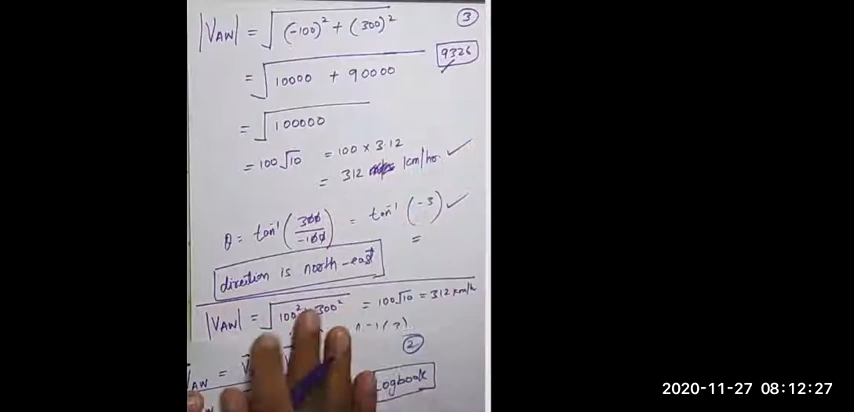 |VAW| = √(-100)² + (300)²
③
9326
= √10000 + 90000
= √100000
= 100√10 = 100 × 3.12
= 312 km/hr. ✓
θ = tan⁻¹(300/-100) = tan⁻¹(-3) ✓
=
direction is north-east
|VAW| = √100² + 300² = 100√10 = 312 km/h
②
VAW =
Logbook
2020-11-27 08:12:27